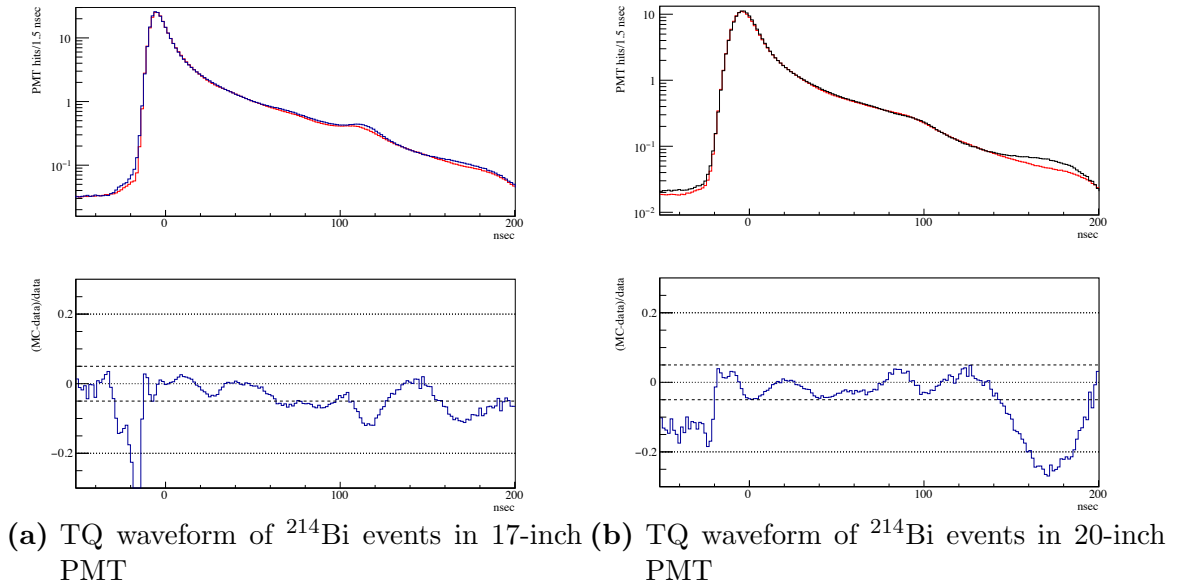 PMT hits/1.5 nsec
10
1
10⁻¹
0
100
200
nsec
(MC-data)/data
0.2
0
−0.2
0
100
200
nsec
(a) TQ waveform of ²¹⁴Bi events in 17-inch
PMT
PMT hits/1.5 nsec
10
1
10⁻¹
10⁻²
0
100
200
nsec
(MC-data)/data
0.2
0
−0.2
0
100
200
nsec
(b) TQ waveform of ²¹⁴Bi events in 20-inch
PMT